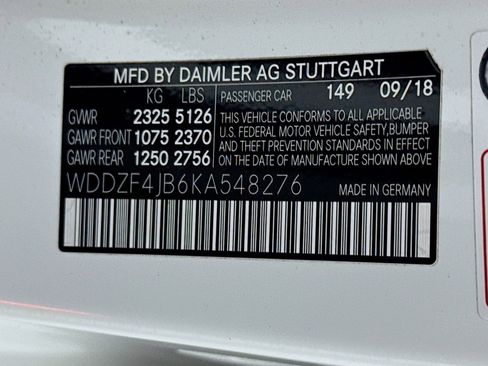 MFD BY DAIMLER AG STUTTGART
KG LBS PASSENGER CAR 149 09/18
GVWR 2325 5126
GAWR FRONT 1075 2370
GAWR REAR 1250 2756
THIS VEHICLE CONFORMS TO ALL APPLICABLE
U.S. FEDERAL MOTOR VEHICLE SAFETY,BUMPER
AND THEFT PREVENTION STANDARDS IN EFFECT
ON THE DATE OF MANUFACTURE SHOWN ABOVE.
WDDZF4JB6KA548276 MADE IN GERMANY